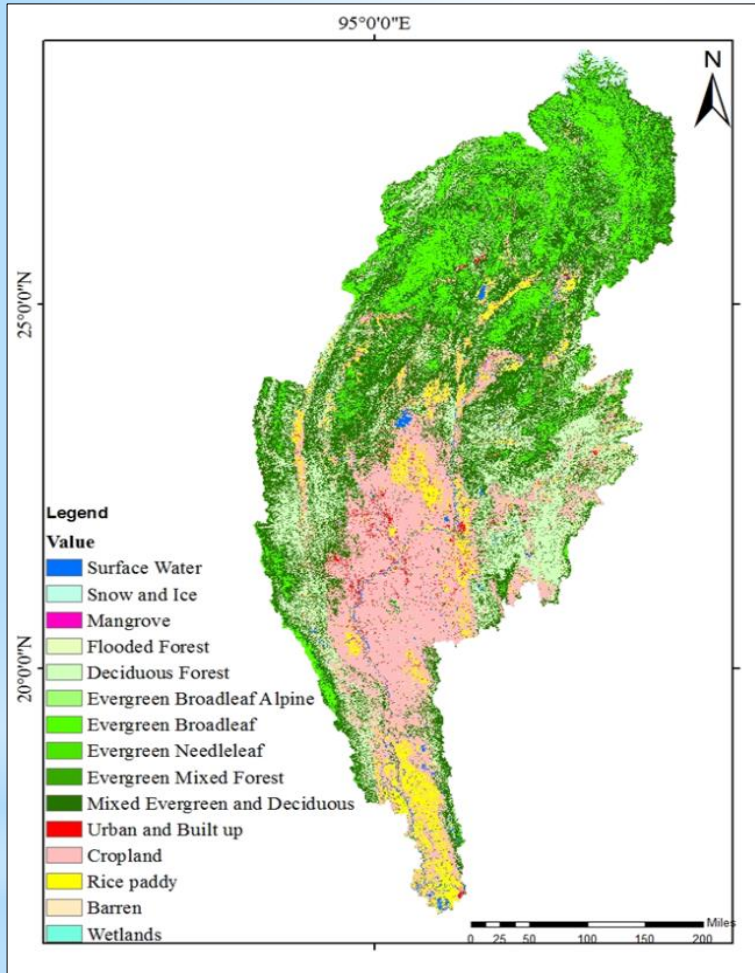 95°0'0"E
N
25°0'0"N
20°0'0"N
Legend
Value
Surface Water
Snow and Ice
Mangrove
Flooded Forest
Deciduous Forest
Evergreen Broadleaf Alpine
Evergreen Broadleaf
Evergreen Needleleaf
Evergreen Mixed Forest
Mixed Evergreen and Deciduous
Urban and Built up
Cropland
Rice paddy
Barren
Wetlands
Miles
0 25 50 100 150 200